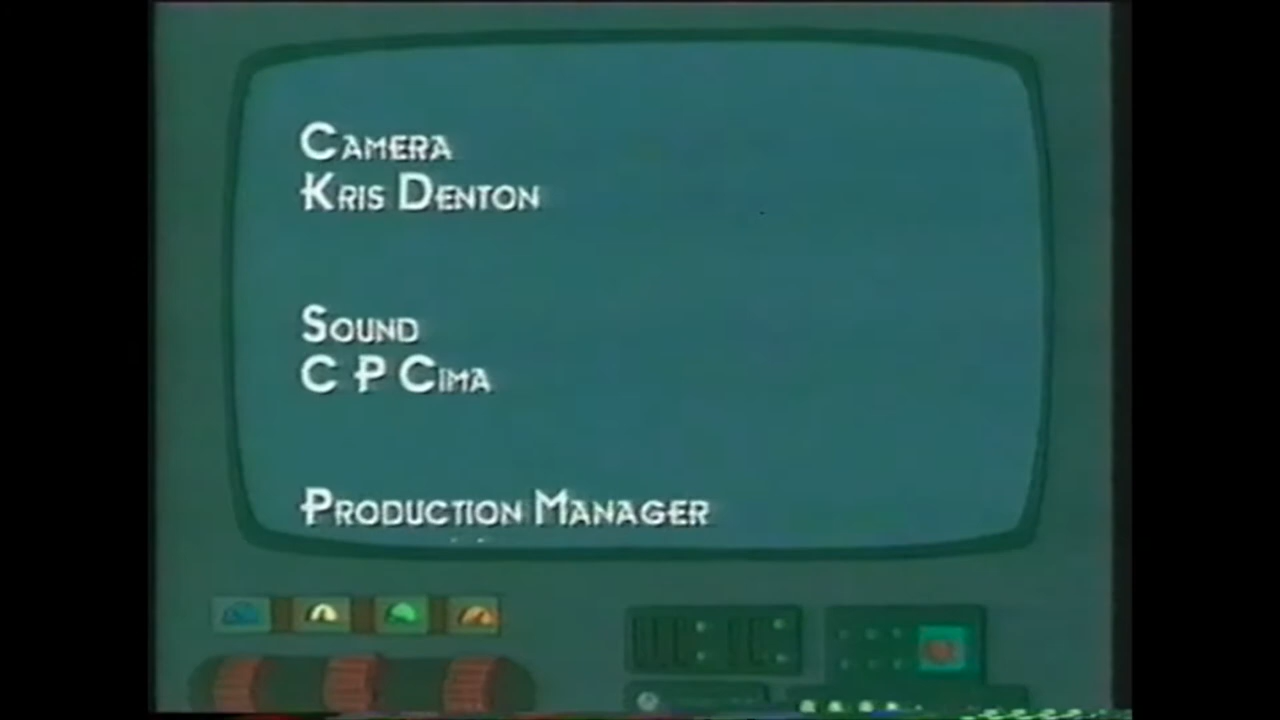 Camera
Kris Denton
Sound
C P Cima
Production Manager